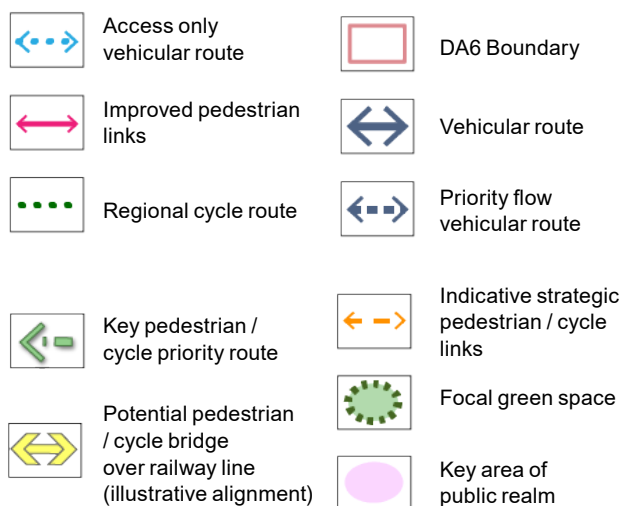 Access only
vehicular route
Improved pedestrian
links
Regional cycle route
Key pedestrian /
cycle priority route
Potential pedestrian
/ cycle bridge
over railway line
(illustrative alignment)
DA6 Boundary
Vehicular route
Priority flow
vehicular route
Indicative strategic
pedestrian / cycle
links
Focal green space
Key area of
public realm